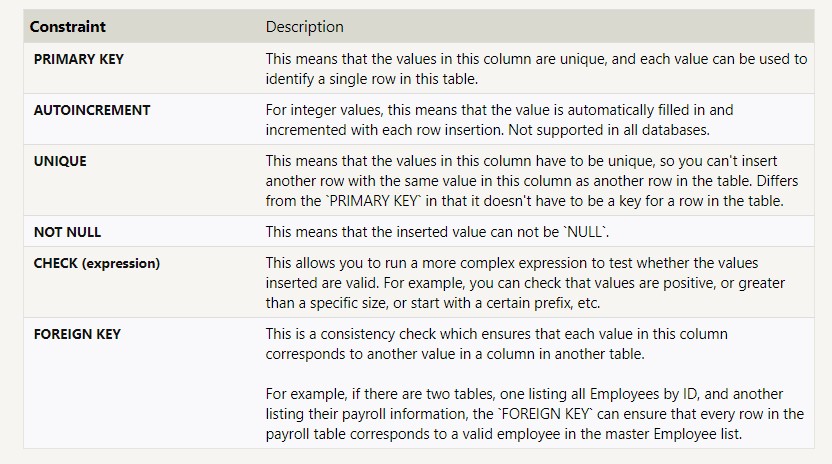 Constraint Description
PRIMARY KEY This means that the values in this column are unique, and each value can be used to
identify a single row in this table.
AUTOINCREMENT For integer values, this means that the value is automatically filled in and
incremented with each row insertion. Not supported in all databases.
UNIQUE This means that the values in this column have to be unique, so you can't insert
another row with the same value in this column as another row in the table. Differs
from the `PRIMARY KEY` in that it doesn't have to be a key for a row in the table.
NOT NULL This means that the inserted value can not be `NULL`.
CHECK (expression) This allows you to run a more complex expression to test whether the values
inserted are valid. For example, you can check that values are positive, or greater
than a specific size, or start with a certain prefix, etc.
FOREIGN KEY This is a consistency check which ensures that each value in this column
corresponds to another value in a column in another table.
For example, if there are two tables, one listing all Employees by ID, and another
listing their payroll information, the `FOREIGN KEY` can ensure that every row in the
payroll table corresponds to a valid employee in the master Employee list.